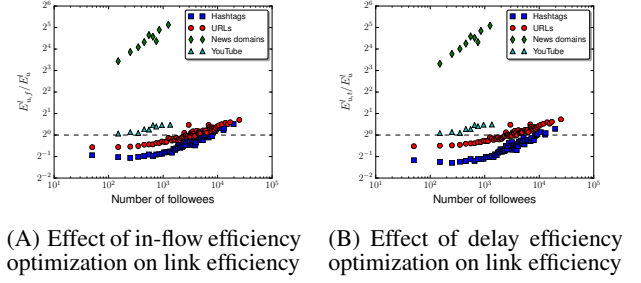 2^6
2^5
2^4
2^3
2^2
2^1
2^0
2^-1
2^-2
E^l_{u,f}/E^l_u
10^1 10^2 10^3 10^4 10^5
Number of followees
Hashtags
URLs
News domains
YouTube
2^6
2^5
2^4
2^3
2^2
2^1
2^0
2^-1
2^-2
E^l_{u,t}/E^l_u
10^1 10^2 10^3 10^4 10^5
Number of followees
Hashtags
URLs
News domains
YouTube
(A) Effect of in-flow efficiency
optimization on link efficiency
(B) Effect of delay efficiency
optimization on link efficiency